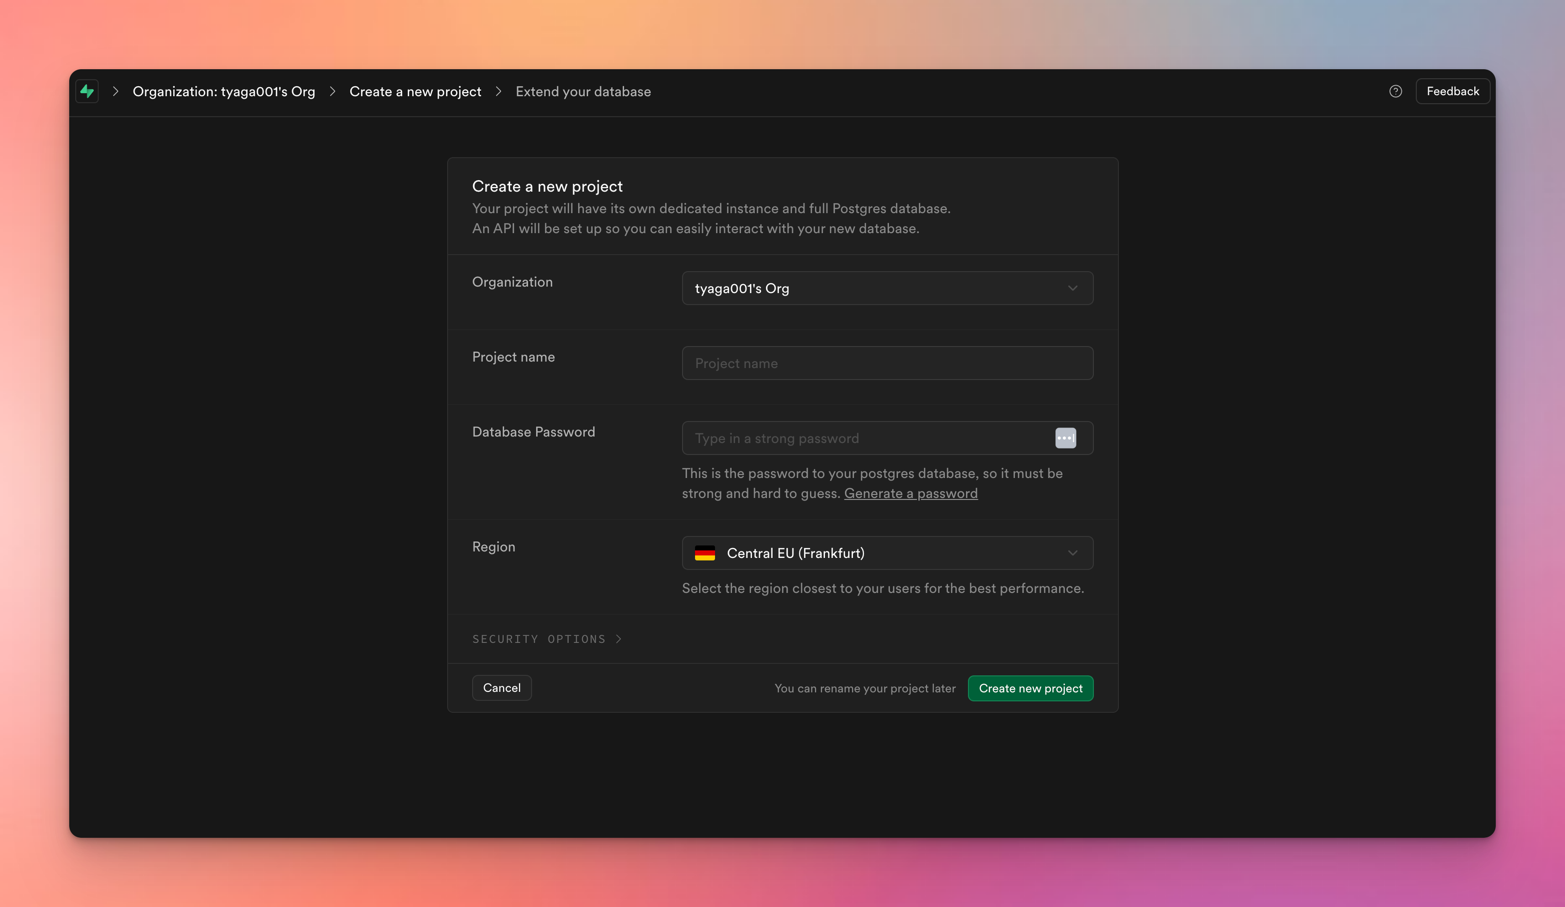 Organization: tyaga001's Org
Create a new project
Extend your database
Feedback
Create a new project
Your project will have its own dedicated instance and full Postgres database.
An API will be set up so you can easily interact with your new database.
Organization
tyaga001's Org
Project name
Project name
Database Password
Type in a strong password
This is the password to your postgres database, so it must be
strong and hard to guess. Generate a password
Region
Central EU (Frankfurt)
Select the region closest to your users for the best performance.
SECURITY OPTIONS
Cancel
You can rename your project later
Create new project